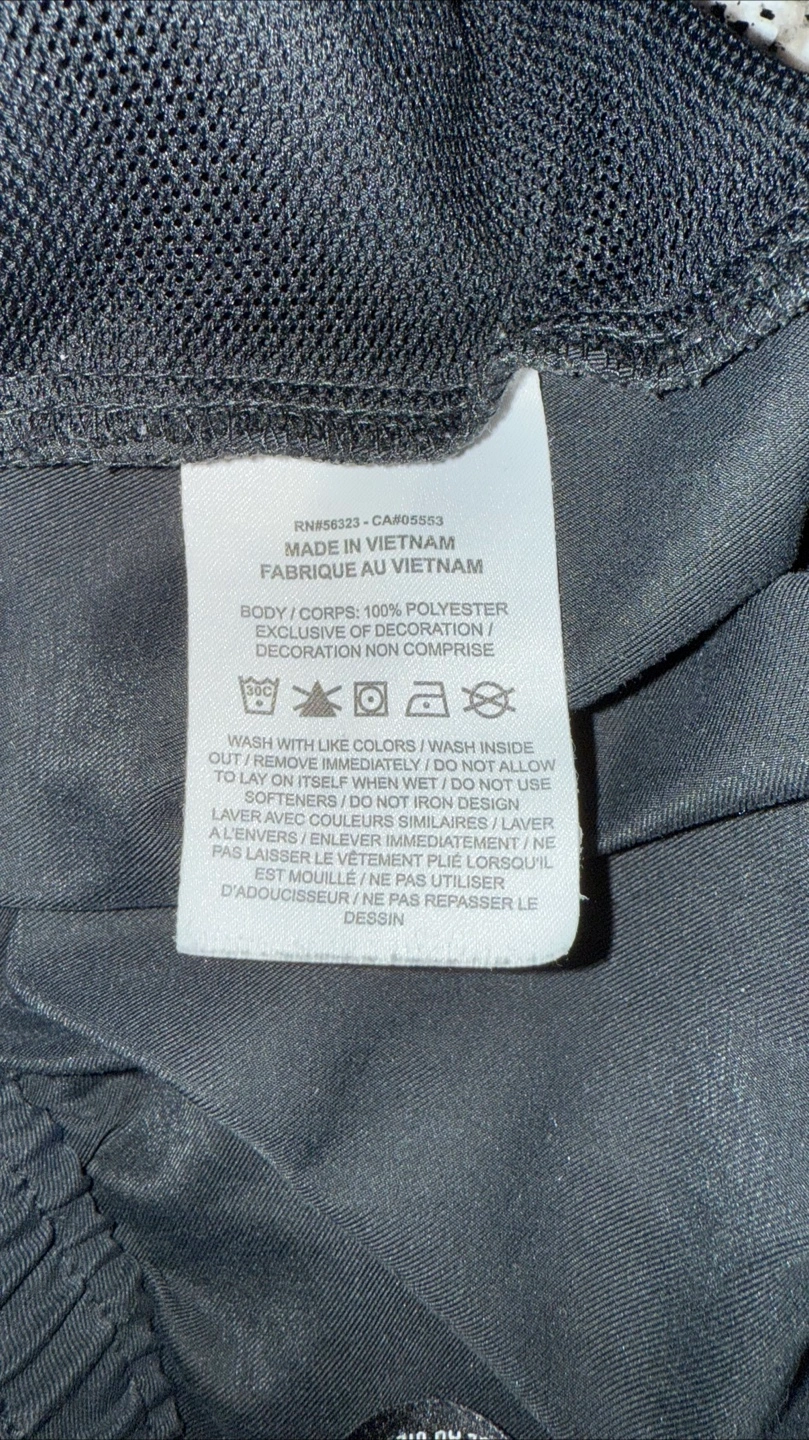 RN#56323 - CA#05553
MADE IN VIETNAM
FABRIQUE AU VIETNAM
BODY / CORPS: 100% POLYESTER
EXCLUSIVE OF DECORATION /
DECORATION NON COMPRISE
30C
WASH WITH LIKE COLORS / WASH INSIDE
OUT / REMOVE IMMEDIATELY / DO NOT ALLOW
TO LAY ON ITSELF WHEN WET / DO NOT USE
SOFTENERS / DO NOT IRON DESIGN
LAVER AVEC COULEURS SIMILAIRES / LAVER
A L'ENVERS / ENLEVER IMMEDIATEMENT / NE
PAS LAISSER LE VÊTEMENT PLIÉ LORSQU'IL
EST MOUILLÉ / NE PAS UTILISER
D'ADOUCISSEUR / NE PAS REPASSER LE
DESSIN